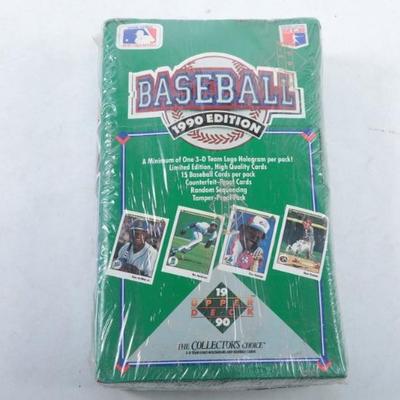 BASEBALL
1990 EDITION
A Minimum of One 3-D Team Logo Hologram per pack!
Limited Edition, High Quality Cards
15 Baseball Cards per pack
Counterfeit-Proof Cards
Random Sequencing
Tamper-Proof Pack
19
UPPER DECK
90
THE COLLECTOR'S CHOICE